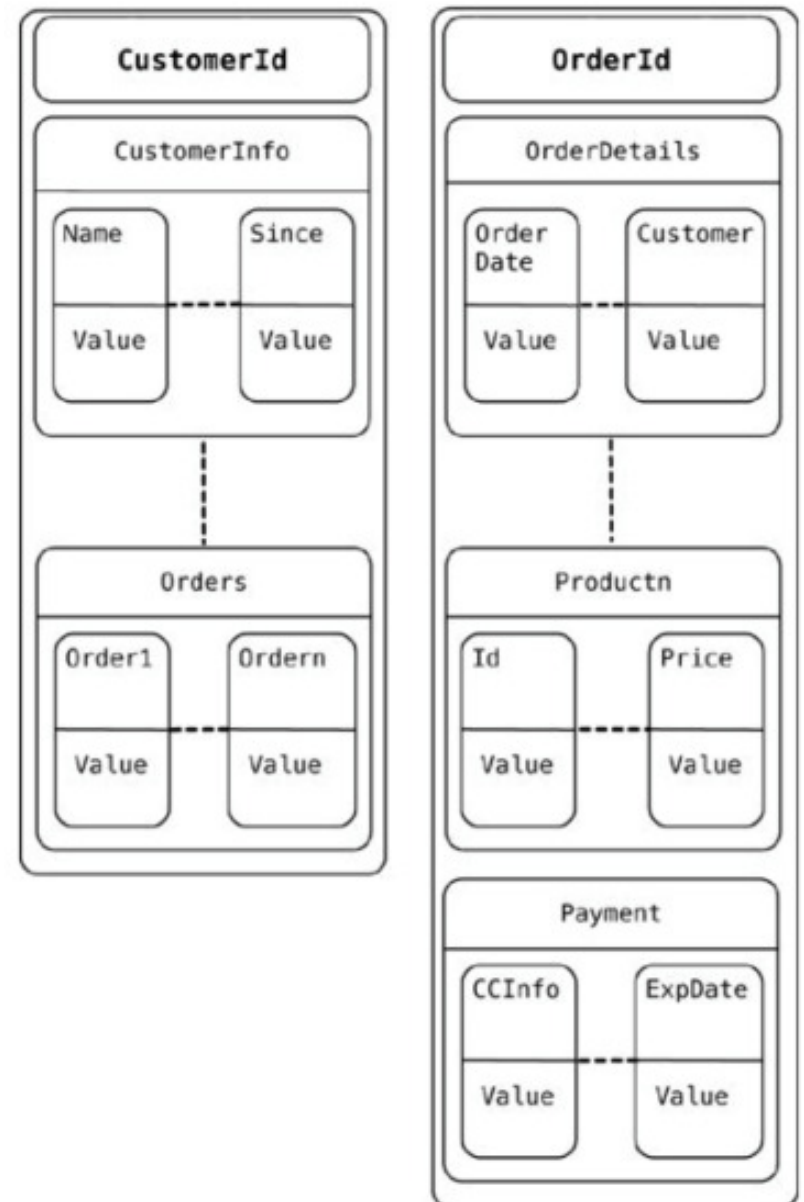 CustomerId
CustomerInfo
Name
Since
Value
Value
Orders
Order1
Ordern
Value
Value
OrderId
OrderDetails
Order
Date
Customer
Value
Value
Productn
Id
Price
Value
Value
Payment
CCInfo
ExpDate
Value
Value